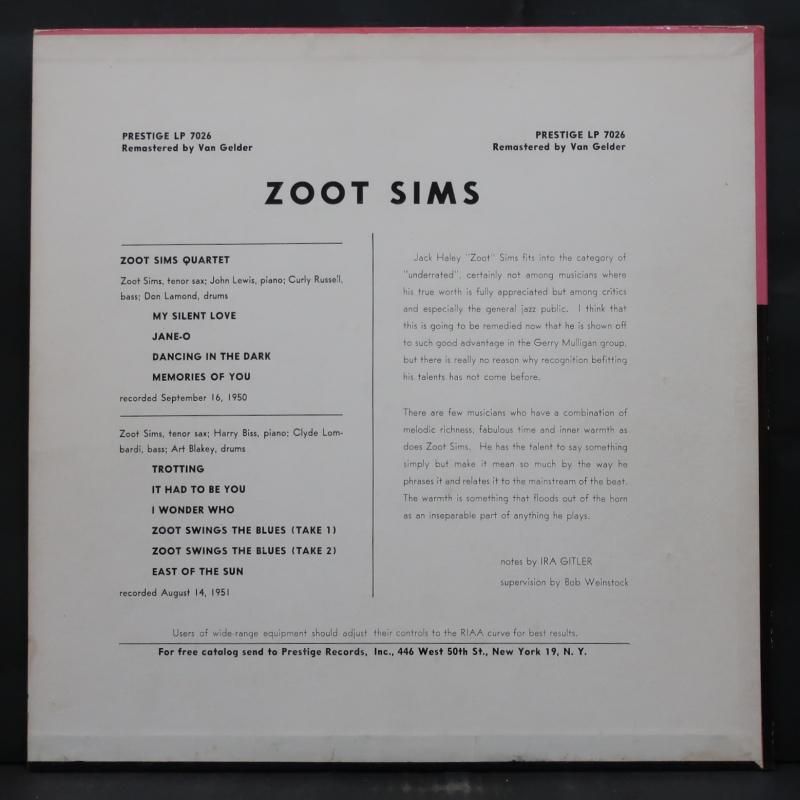 PRESTIGE LP 7026
Remastered by Van Gelder
PRESTIGE LP 7026
Remastered by Van Gelder
ZOOT SIMS
ZOOT SIMS QUARTET
Zoot Sims, tenor sax; John Lewis, piano; Curly Russell,
bass; Don Lamond, drums
MY SILENT LOVE
JANE-O
DANCING IN THE DARK
MEMORIES OF YOU
recorded September 16, 1950
Zoot Sims, tenor sax; Harry Biss, piano; Clyde Lom-
bardi, bass; Art Blakey, drums
TROTTING
IT HAD TO BE YOU
I WONDER WHO
ZOOT SWINGS THE BLUES (TAKE 1)
ZOOT SWINGS THE BLUES (TAKE 2)
EAST OF THE SUN
recorded August 14, 1951
Jack Haley "Zoot" Sims fits into the category of
"underrated", certainly not among musicians where
his true worth is fully appreciated but among critics
and especially the general jazz public. I think that
this is going to be remedied now that he is shown off
to such good advantage in the Gerry Mulligan group,
but there is really no reason why recognition befitting
his talents has not come before.
There are few musicians who have a combination of
melodic richness, fabulous time and inner warmth as
does Zoot Sims. He has the talent to say something
simply but make it mean so much by the way he
phrases it and relates it to the mainstream of the beat.
The warmth is something that floods out of the horn
as an inseparable part of anything he plays.
notes by IRA GITLER
supervision by Bob Weinstock
Users of wide-range equipment should adjust their controls to the RIAA curve for best results.
For free catalog send to Prestige Records, Inc., 446 West 50th St., New York 19, N. Y.